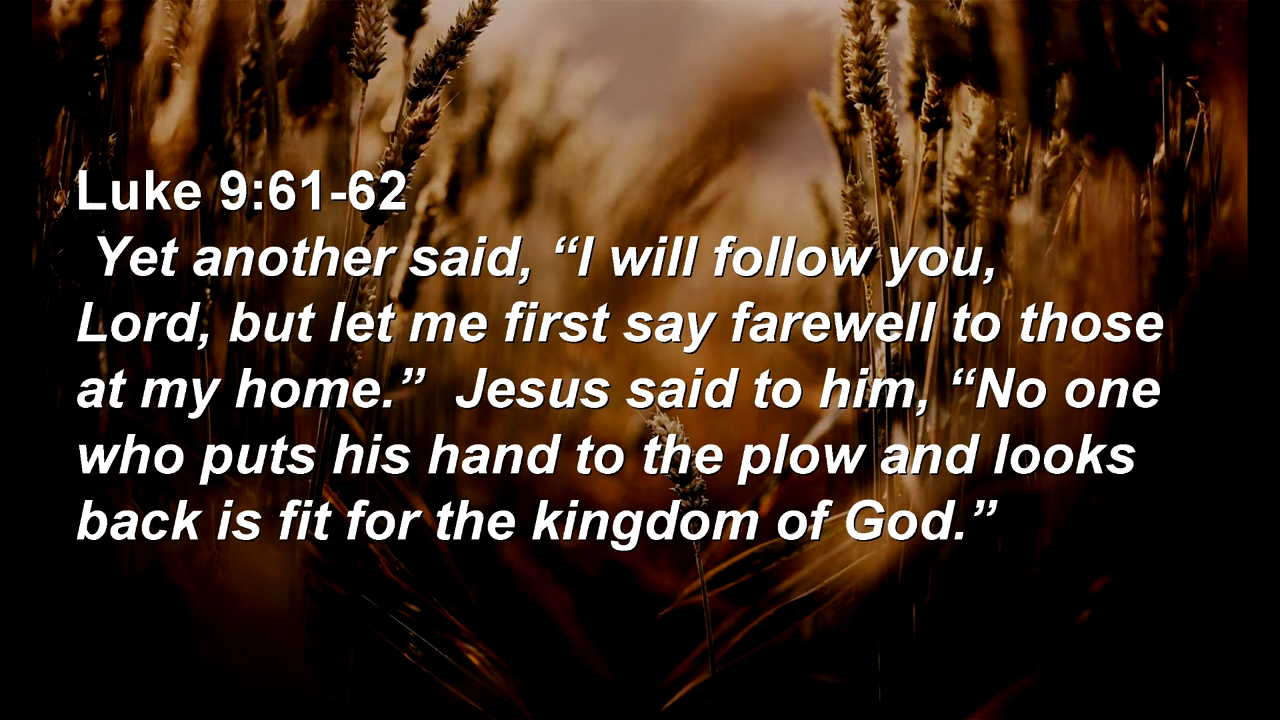 Luke 9:61-62
Yet another said, “I will follow you,
Lord, but let me first say farewell to those
at my home.”  Jesus said to him, “No one
who puts his hand to the plow and looks
back is fit for the kingdom of God.”